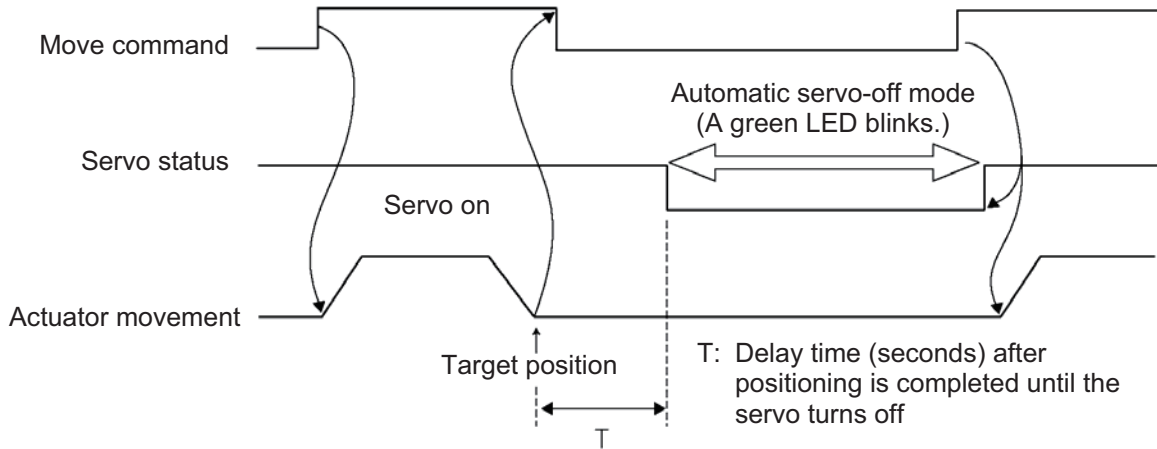 Move command
Automatic servo-off mode
(A green LED blinks.)
Servo status
Servo on
Actuator movement
Target position
T: Delay time (seconds) after
positioning is completed until the
servo turns off
T